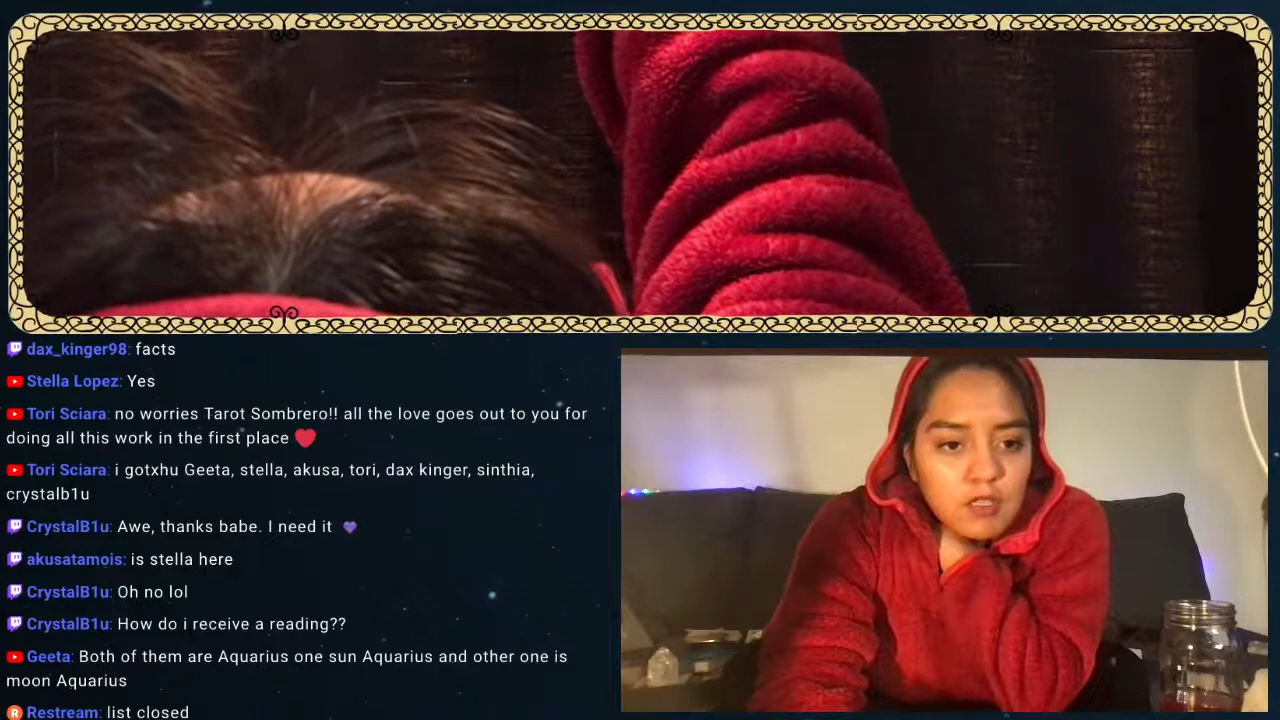 dax_kinger98: facts
Stella Lopez: Yes
Tori Sciara: no worries Tarot Sombrero!! all the love goes out to you for
doing all this work in the first place ❤️
Tori Sciara: i gotxhu Geeta, stella, akusa, tori, dax kinger, sinthia,
crystalb1u
CrystalB1u: Awe, thanks babe. I need it 💜
akusatamois: is stella here
CrystalB1u: Oh no lol
CrystalB1u: How do i receive a reading??
Geeta: Both of them are Aquarius one sun Aquarius and other one is
moon Aquarius
Restream: list closed